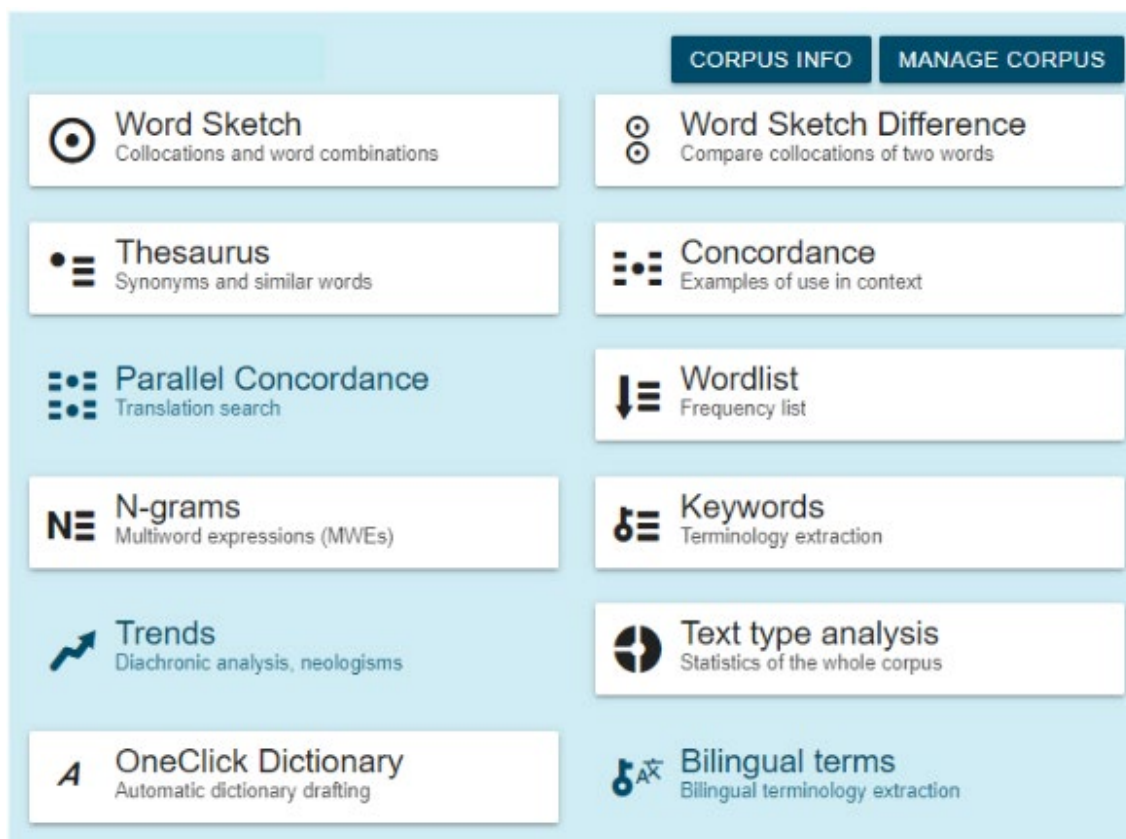 CORPUS INFO MANAGE CORPUS
Word Sketch
Collocations and word combinations
Word Sketch Difference
Compare collocations of two words
Thesaurus
Synonyms and similar words
Concordance
Examples of use in context
Parallel Concordance
Translation search
Wordlist
Frequency list
N-grams
Multiword expressions (MWEs)
Keywords
Terminology extraction
Trends
Diachronic analysis, neologisms
Text type analysis
Statistics of the whole corpus
OneClick Dictionary
Automatic dictionary drafting
Bilingual terms
Bilingual terminology extraction